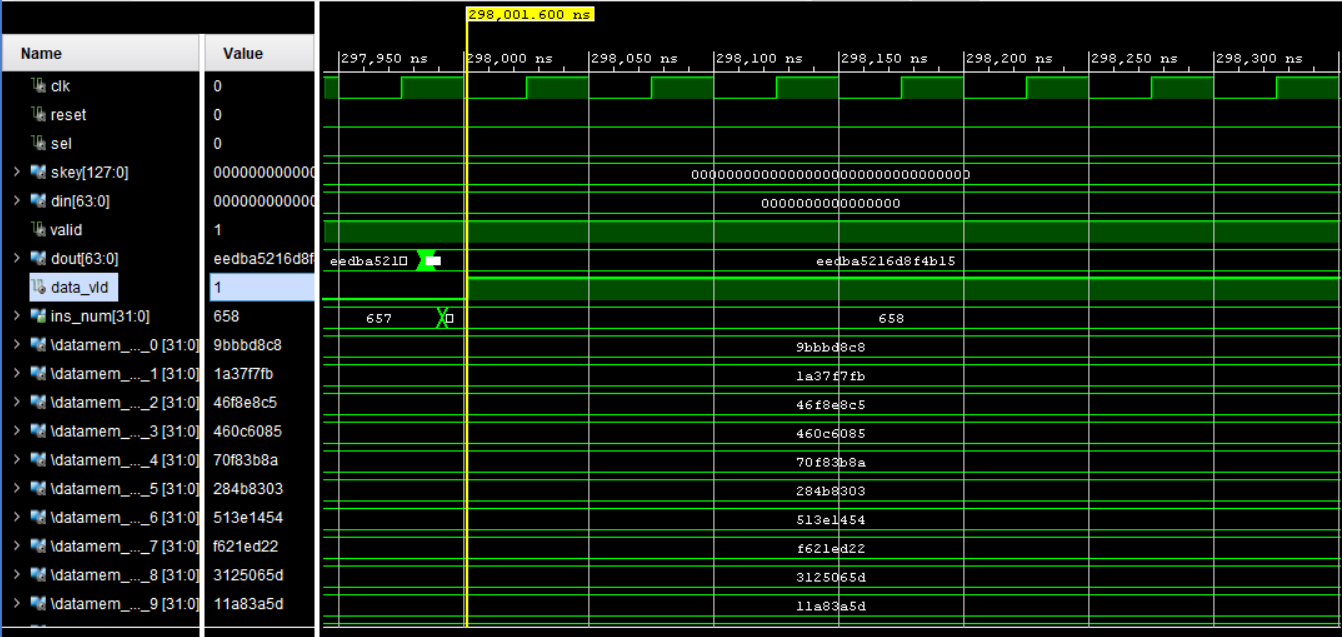 298,001.600 ns
Name Value 297,950 ns 298,000 ns 298,050 ns 298,100 ns 298,150 ns 298,200 ns 298,250 ns 298,300 ns
clk 0
reset 0
sel 0
skey[127:0] 000000000000 00000000000000000000000000000000
din[63:0] 000000000000 0000000000000000
valid 1
dout[63:0] eedba5216d8f eedba521 eedba5216d8f4b15
data_vld 1
ins_num[31:0] 658 657 658
\datamem_..._0 [31:0] 9bbbd8c8 9bbbd8c8
\datamem_..._1 [31:0] 1a37f7fb 1a37f7fb
\datamem_..._2 [31:0] 46f8e8c5 46f8e8c5
\datamem_..._3 [31:0] 460c6085 460c6085
\datamem_..._4 [31:0] 70f83b8a 70f83b8a
\datamem_..._5 [31:0] 284b8303 284b8303
\datamem_..._6 [31:0] 513e1454 513e1454
\datamem_..._7 [31:0] f621ed22 f621ed22
\datamem_..._8 [31:0] 3125065d 3125065d
\datamem_..._9 [31:0] 11a83a5d 11a83a5d